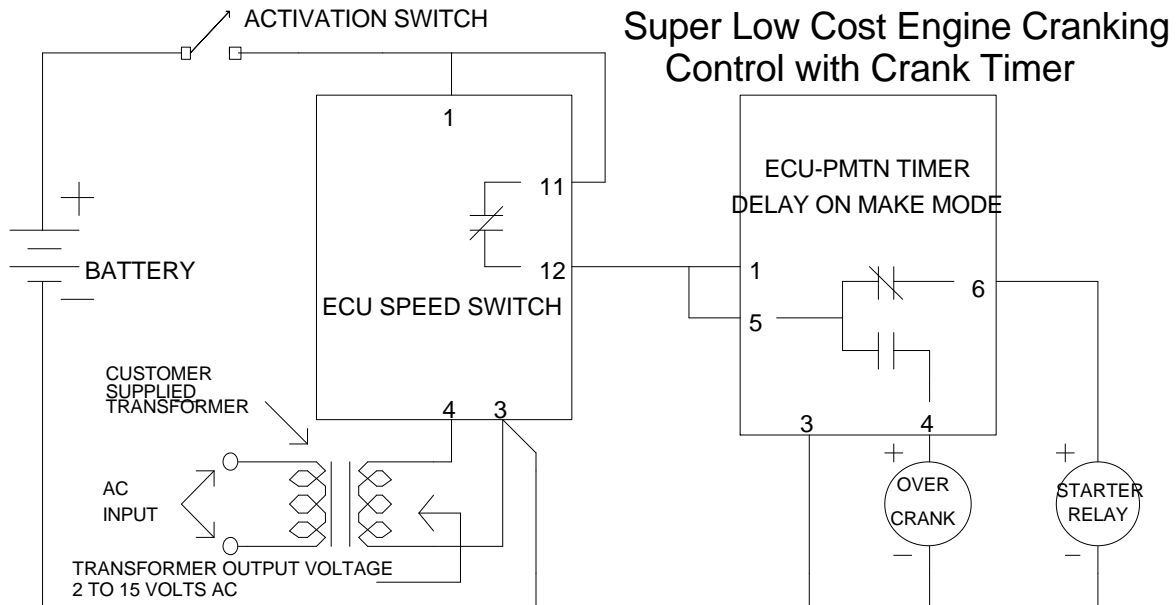 ACTIVATION SWITCH
Super Low Cost Engine Cranking
Control with Crank Timer
1
11
12
ECU SPEED SWITCH
4 3
+
BATTERY
—
ECU-PMTN TIMER
DELAY ON MAKE MODE
1
5
6
3 4
CUSTOMER
SUPPLIED
TRANSFORMER
AC
INPUT
TRANSFORMER OUTPUT VOLTAGE
2 TO 15 VOLTS AC
+
OVER
CRANK
—
+
STARTER
RELAY
—